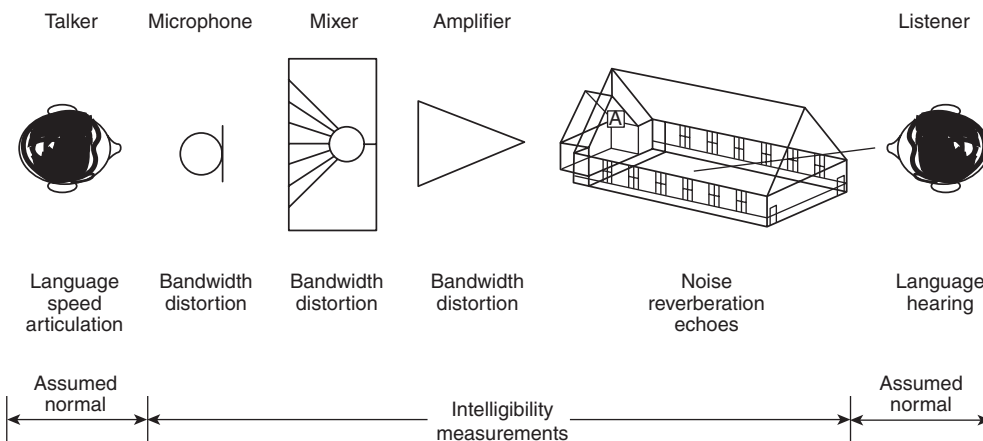 Talker Microphone Mixer Amplifier Listener
A
Language Bandwidth Bandwidth Bandwidth Noise Language
speed distortion distortion distortion reverberation hearing
articulation echoes
Assumed Assumed
normal Intelligibility normal
measurements